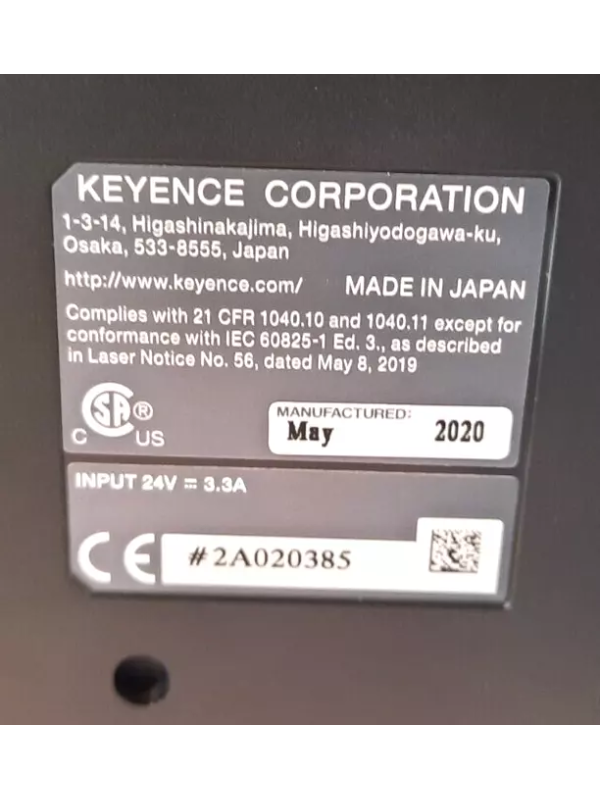 KEYENCE CORPORATION
1-3-14, Higashinakajima, Higashiyodogawa-ku,
Osaka, 533-8555, Japan
http://www.keyence.com/ MADE IN JAPAN
Complies with 21 CFR 1040.10 and 1040.11 except for
conformance with IEC 60825-1 Ed. 3., as described
in Laser Notice No. 56, dated May 8, 2019
SA ®
C US
MANUFACTURED:
May 2020
INPUT 24V ⎓ 3.3A
CE #2A020385